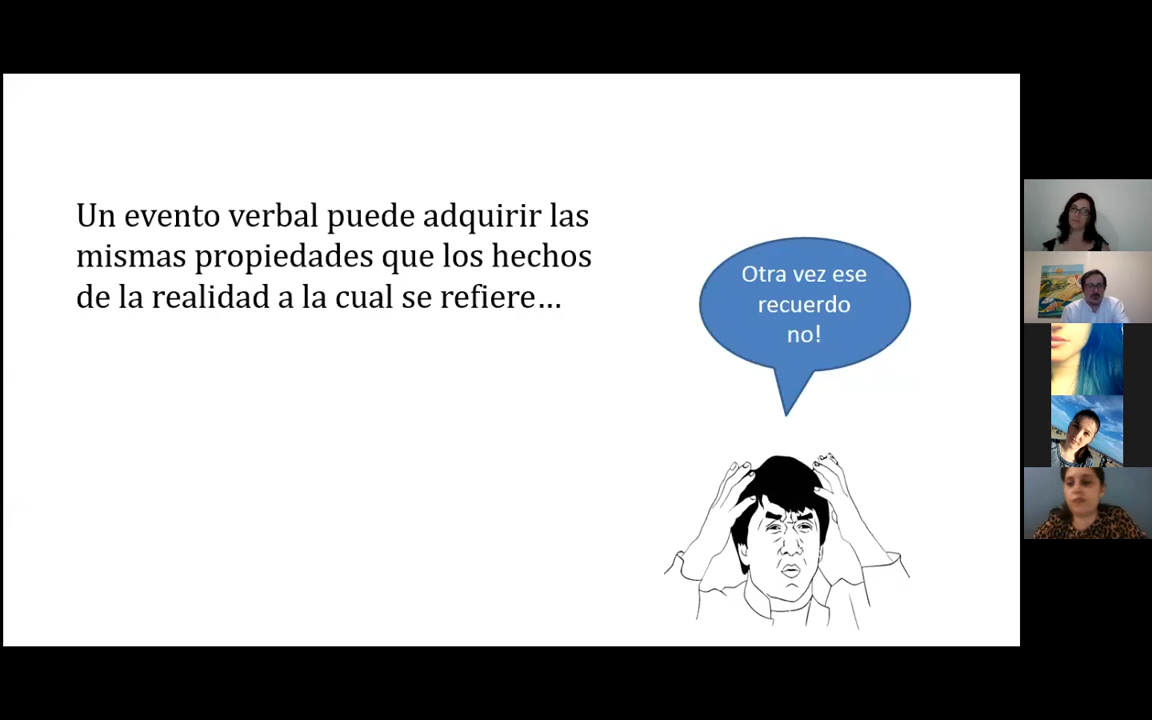 Un evento verbal puede adquirir las
mismas propiedades que los hechos
de la realidad a la cual se refiere…
Otra vez ese
recuerdo
no!